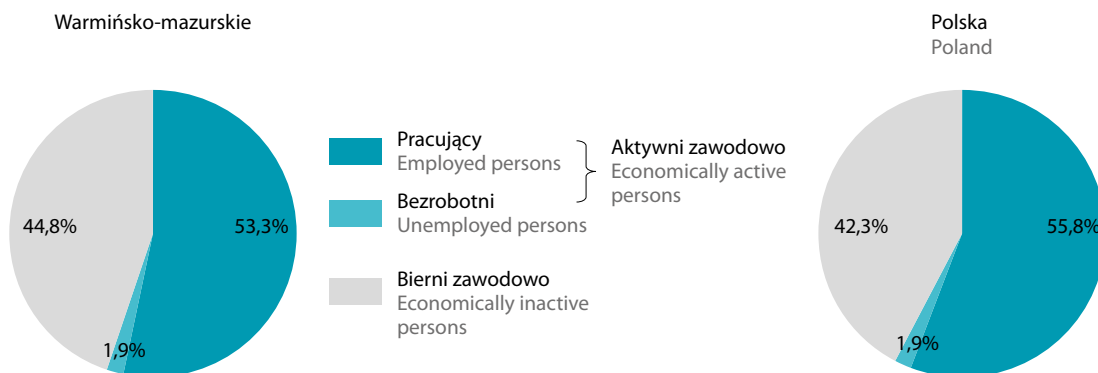 Warmińsko-mazurskie
44,8%
53,3%
1,9%
Pracujący
Employed persons
Bezrobotni
Unemployed persons
Aktywni zawodowo
Economically active
persons
Bierni zawodowo
Economically inactive
persons
Polska
Poland
42,3%
55,8%
1,9%